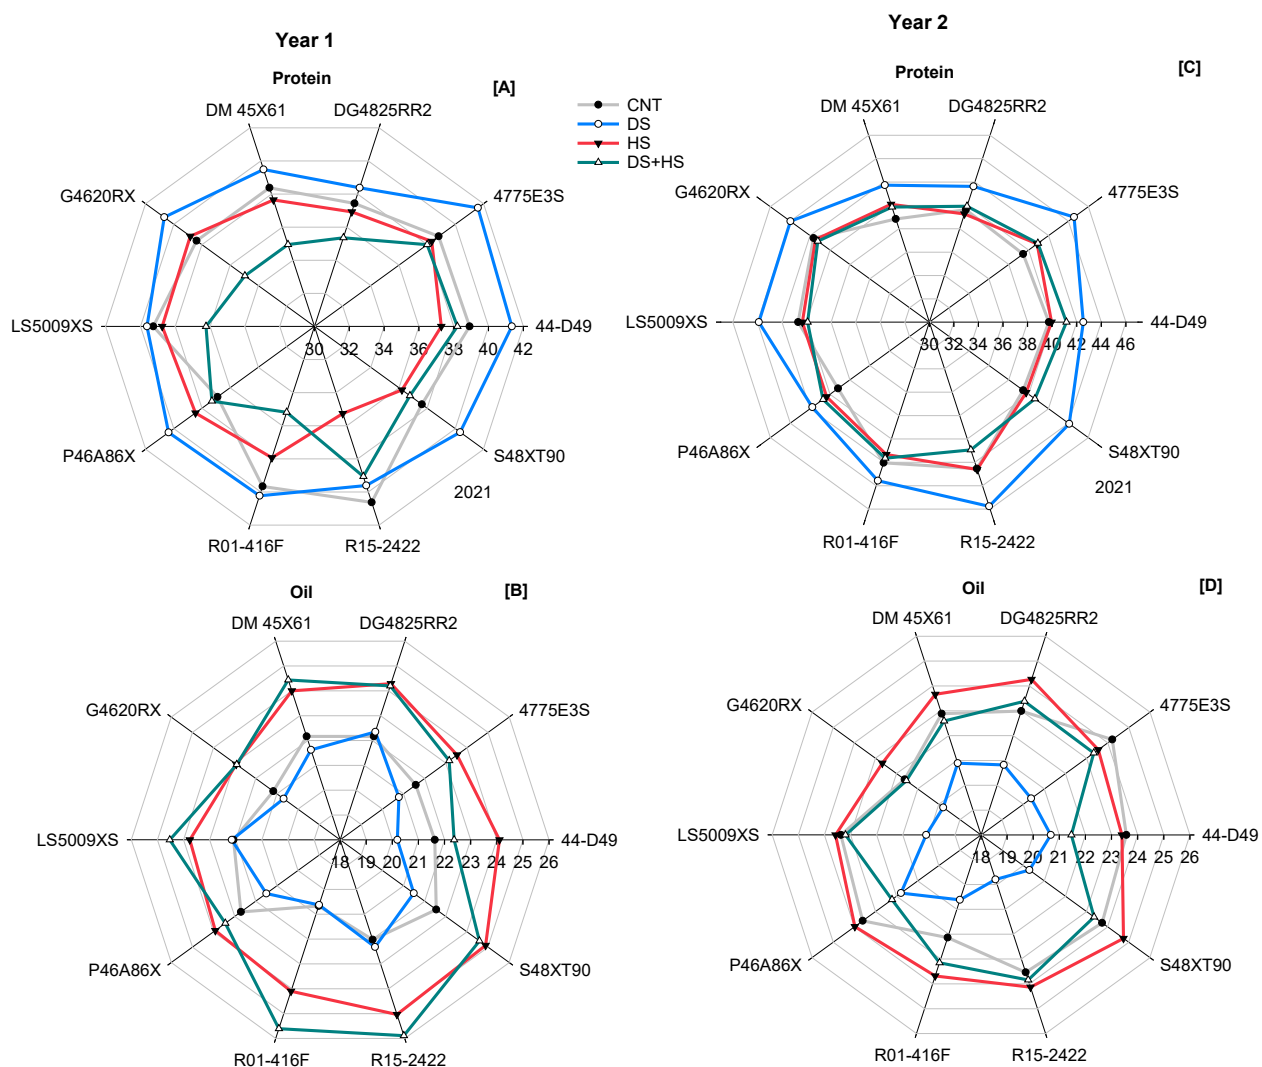 Year 1
Protein
[A]
DM 45X61
DG4825RR2
G4620RX
4775E3S
LS5009XS
44-D49
30 32 34 36 33 40 42
P46A86X
S48XT90
2021
R01-416F
R15-2422
CNT
DS
HS
DS+HS
Year 2
Protein
[C]
DM 45X61
DG4825RR2
G4620RX
4775E3S
LS5009XS
44-D49
30 32 34 36 38 40 42 44 46
P46A86X
S48XT90
2021
R01-416F
R15-2422
Oil
[B]
DM 45X61
DG4825RR2
G4620RX
4775E3S
LS5009XS
44-D49
18 19 20 21 22 23 24 25 26
P46A86X
S48XT90
R01-416F
R15-2422
Oil
[D]
DM 45X61
DG4825RR2
G4620RX
4775E3S
LS5009XS
44-D49
18 19 20 21 22 23 24 25 26
P46A86X
S48XT90
R01-416F
R15-2422